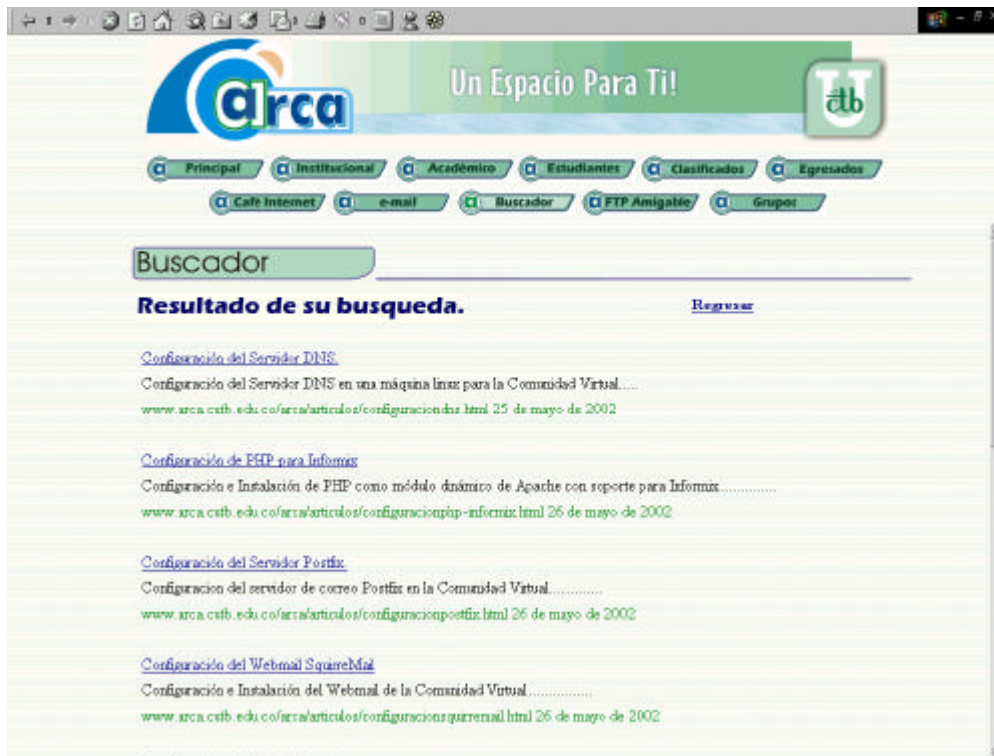 arca
Un Espacio Para Ti!
U
ctb
Principal Institucional Académico Estudiantes Clasificados Egresados
Café Internet e-mail Buscador FTP Amigable Grupos
Buscador
Resultado de su busqueda. Regresar
Configuración del Servidor DNS.
Configuración del Servidor DNS en una máquina linux para la Comunidad Virtual.....
www.arca.cutb.edu.co/arca/articulos/configuraciondns.html 25 de mayo de 2002
Configuración de PHP para Informix
Configuración e Instalación de PHP como módulo dinámico de Apache con soporte para Informix..............
www.arca.cutb.edu.co/arca/articulos/configuracionphp-informix.html 26 de mayo de 2002
Configuración del Servidor Postfix.
Configuracion del servidor de correo Postfix en la Comunidad Virtual.............
www.arca.cutb.edu.co/arca/articulos/configuracionpostfix.html 26 de mayo de 2002
Configuración del Webmail SquirreMail
Configuración e Instalación del Webmail de la Comunidad Virtual................
www.arca.cutb.edu.co/arca/articulos/configuracionsquirremail.html 26 de mayo de 2002